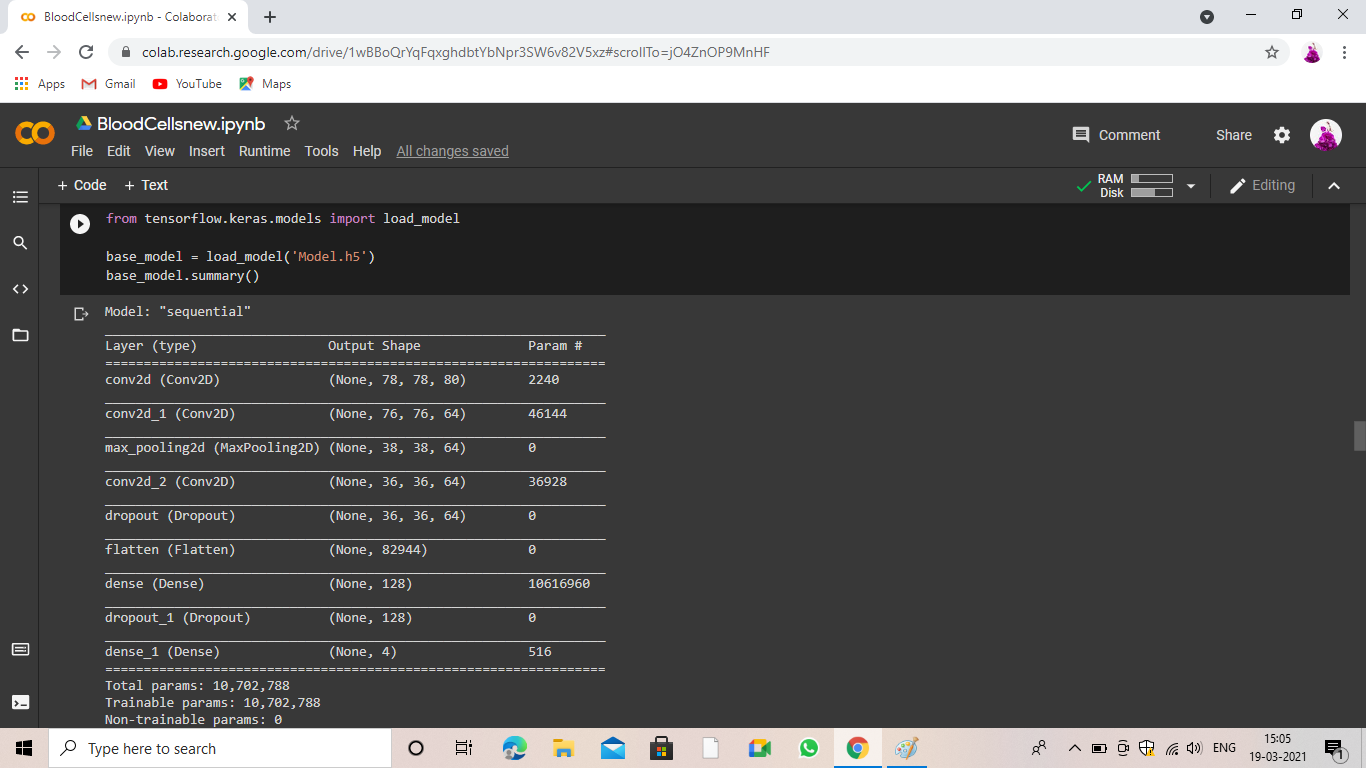 BloodCellsnew.ipynb - Colaborat
colab.research.google.com/drive/1wBBoQrYqFqxghdbtYbNpr3SW6v82V5xz#scrollTo=jO4ZnOP9MnHF
Apps Gmail YouTube Maps
BloodCellsnew.ipynb
Comment Share
File Edit View Insert Runtime Tools Help All changes saved
+ Code + Text
RAM
Disk
Editing
from tensorflow.keras.models import load_model
base_model = load_model('Model.h5')
base_model.summary()
Model: "sequential"
Layer (type) Output Shape Param #
=================================================================
conv2d (Conv2D) (None, 78, 78, 80) 2240
conv2d_1 (Conv2D) (None, 76, 76, 64) 46144
max_pooling2d (MaxPooling2D) (None, 38, 38, 64) 0
conv2d_2 (Conv2D) (None, 36, 36, 64) 36928
dropout (Dropout) (None, 36, 36, 64) 0
flatten (Flatten) (None, 82944) 0
dense (Dense) (None, 128) 10616960
dropout_1 (Dropout) (None, 128) 0
dense_1 (Dense) (None, 4) 516
=================================================================
Total params: 10,702,788
Trainable params: 10,702,788
Non-trainable params: 0
Type here to search
ENG
15:05
19-03-2021
1